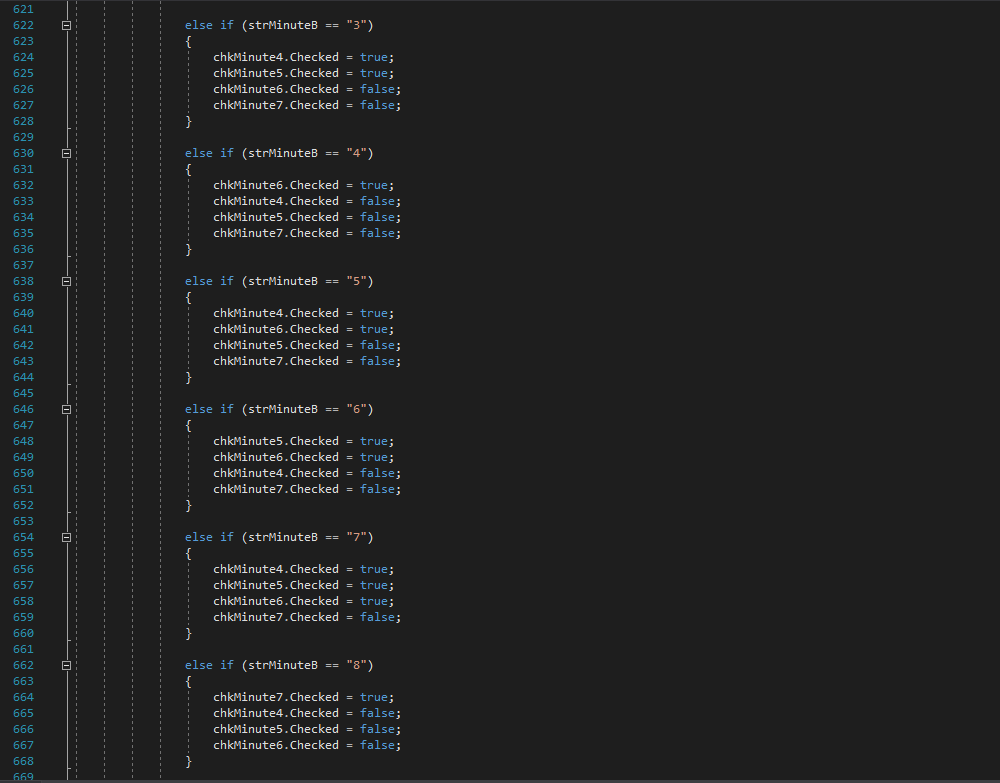 621
622 else if (strMinuteB == "3")
623 {
624 chkMinute4.Checked = true;
625 chkMinute5.Checked = true;
626 chkMinute6.Checked = false;
627 chkMinute7.Checked = false;
628 }
629
630 else if (strMinuteB == "4")
631 {
632 chkMinute6.Checked = true;
633 chkMinute4.Checked = false;
634 chkMinute5.Checked = false;
635 chkMinute7.Checked = false;
636 }
637
638 else if (strMinuteB == "5")
639 {
640 chkMinute4.Checked = true;
641 chkMinute6.Checked = true;
642 chkMinute5.Checked = false;
643 chkMinute7.Checked = false;
644 }
645
646 else if (strMinuteB == "6")
647 {
648 chkMinute5.Checked = true;
649 chkMinute6.Checked = true;
650 chkMinute4.Checked = false;
651 chkMinute7.Checked = false;
652 }
653
654 else if (strMinuteB == "7")
655 {
656 chkMinute4.Checked = true;
657 chkMinute5.Checked = true;
658 chkMinute6.Checked = true;
659 chkMinute7.Checked = false;
660 }
661
662 else if (strMinuteB == "8")
663 {
664 chkMinute7.Checked = true;
665 chkMinute4.Checked = false;
666 chkMinute5.Checked = false;
667 chkMinute6.Checked = false;
668 }
669